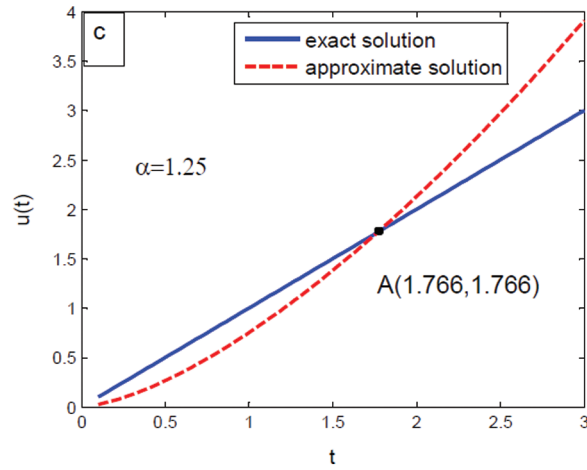 c
exact solution
approximate solution
α=1.25
A(1.766,1.766)
u(t)
4
3.5
3
2.5
2
1.5
1
0.5
0
0 0.5 1 1.5 2 2.5 3
t